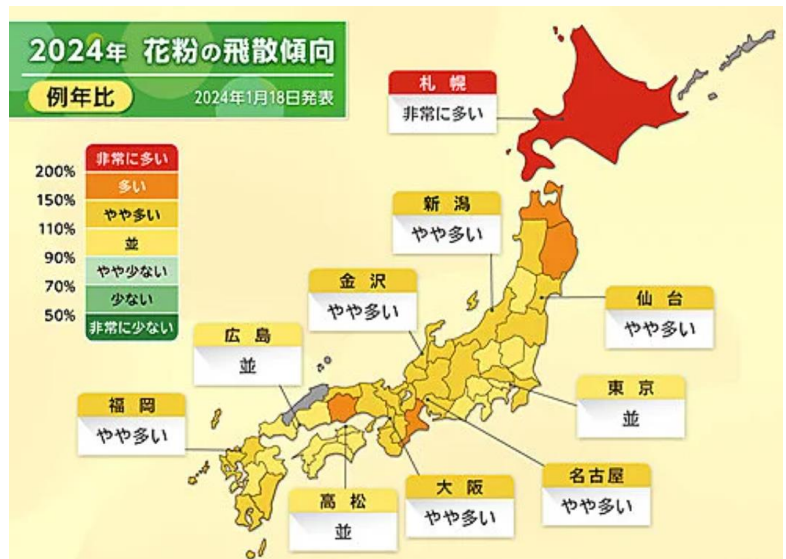 2024年 花粉の飛散傾向
例年比
2024年1月18日発表
非常に多い
200%
多い
150%
やや多い
110%
並
90%
やや少ない
70%
少ない
50%
非常に少ない
札幌
非常に多い
新潟
やや多い
金沢
やや多い
仙台
やや多い
広島
並
東京
並
福岡
やや多い
名古屋
やや多い
大阪
やや多い
高松
並